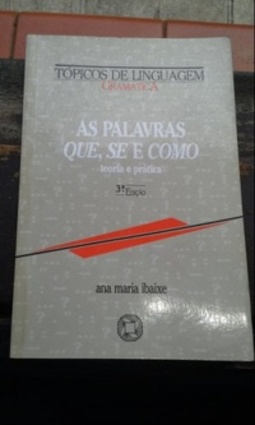 TÓPICOS DE LINGUAGEM
GRAMÁTICA
AS PALAVRAS
QUE, SE E COMO
teoria e prática
3ª Edição
ana maria ibaixe